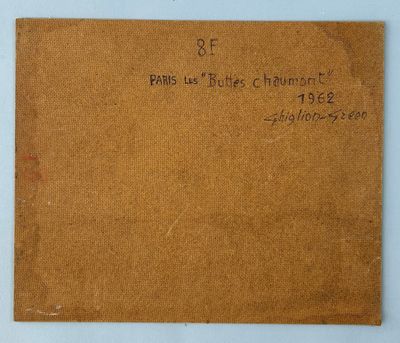 8F
PARIS LES "Buttes chaumont"
1962
Ghiglion-Green